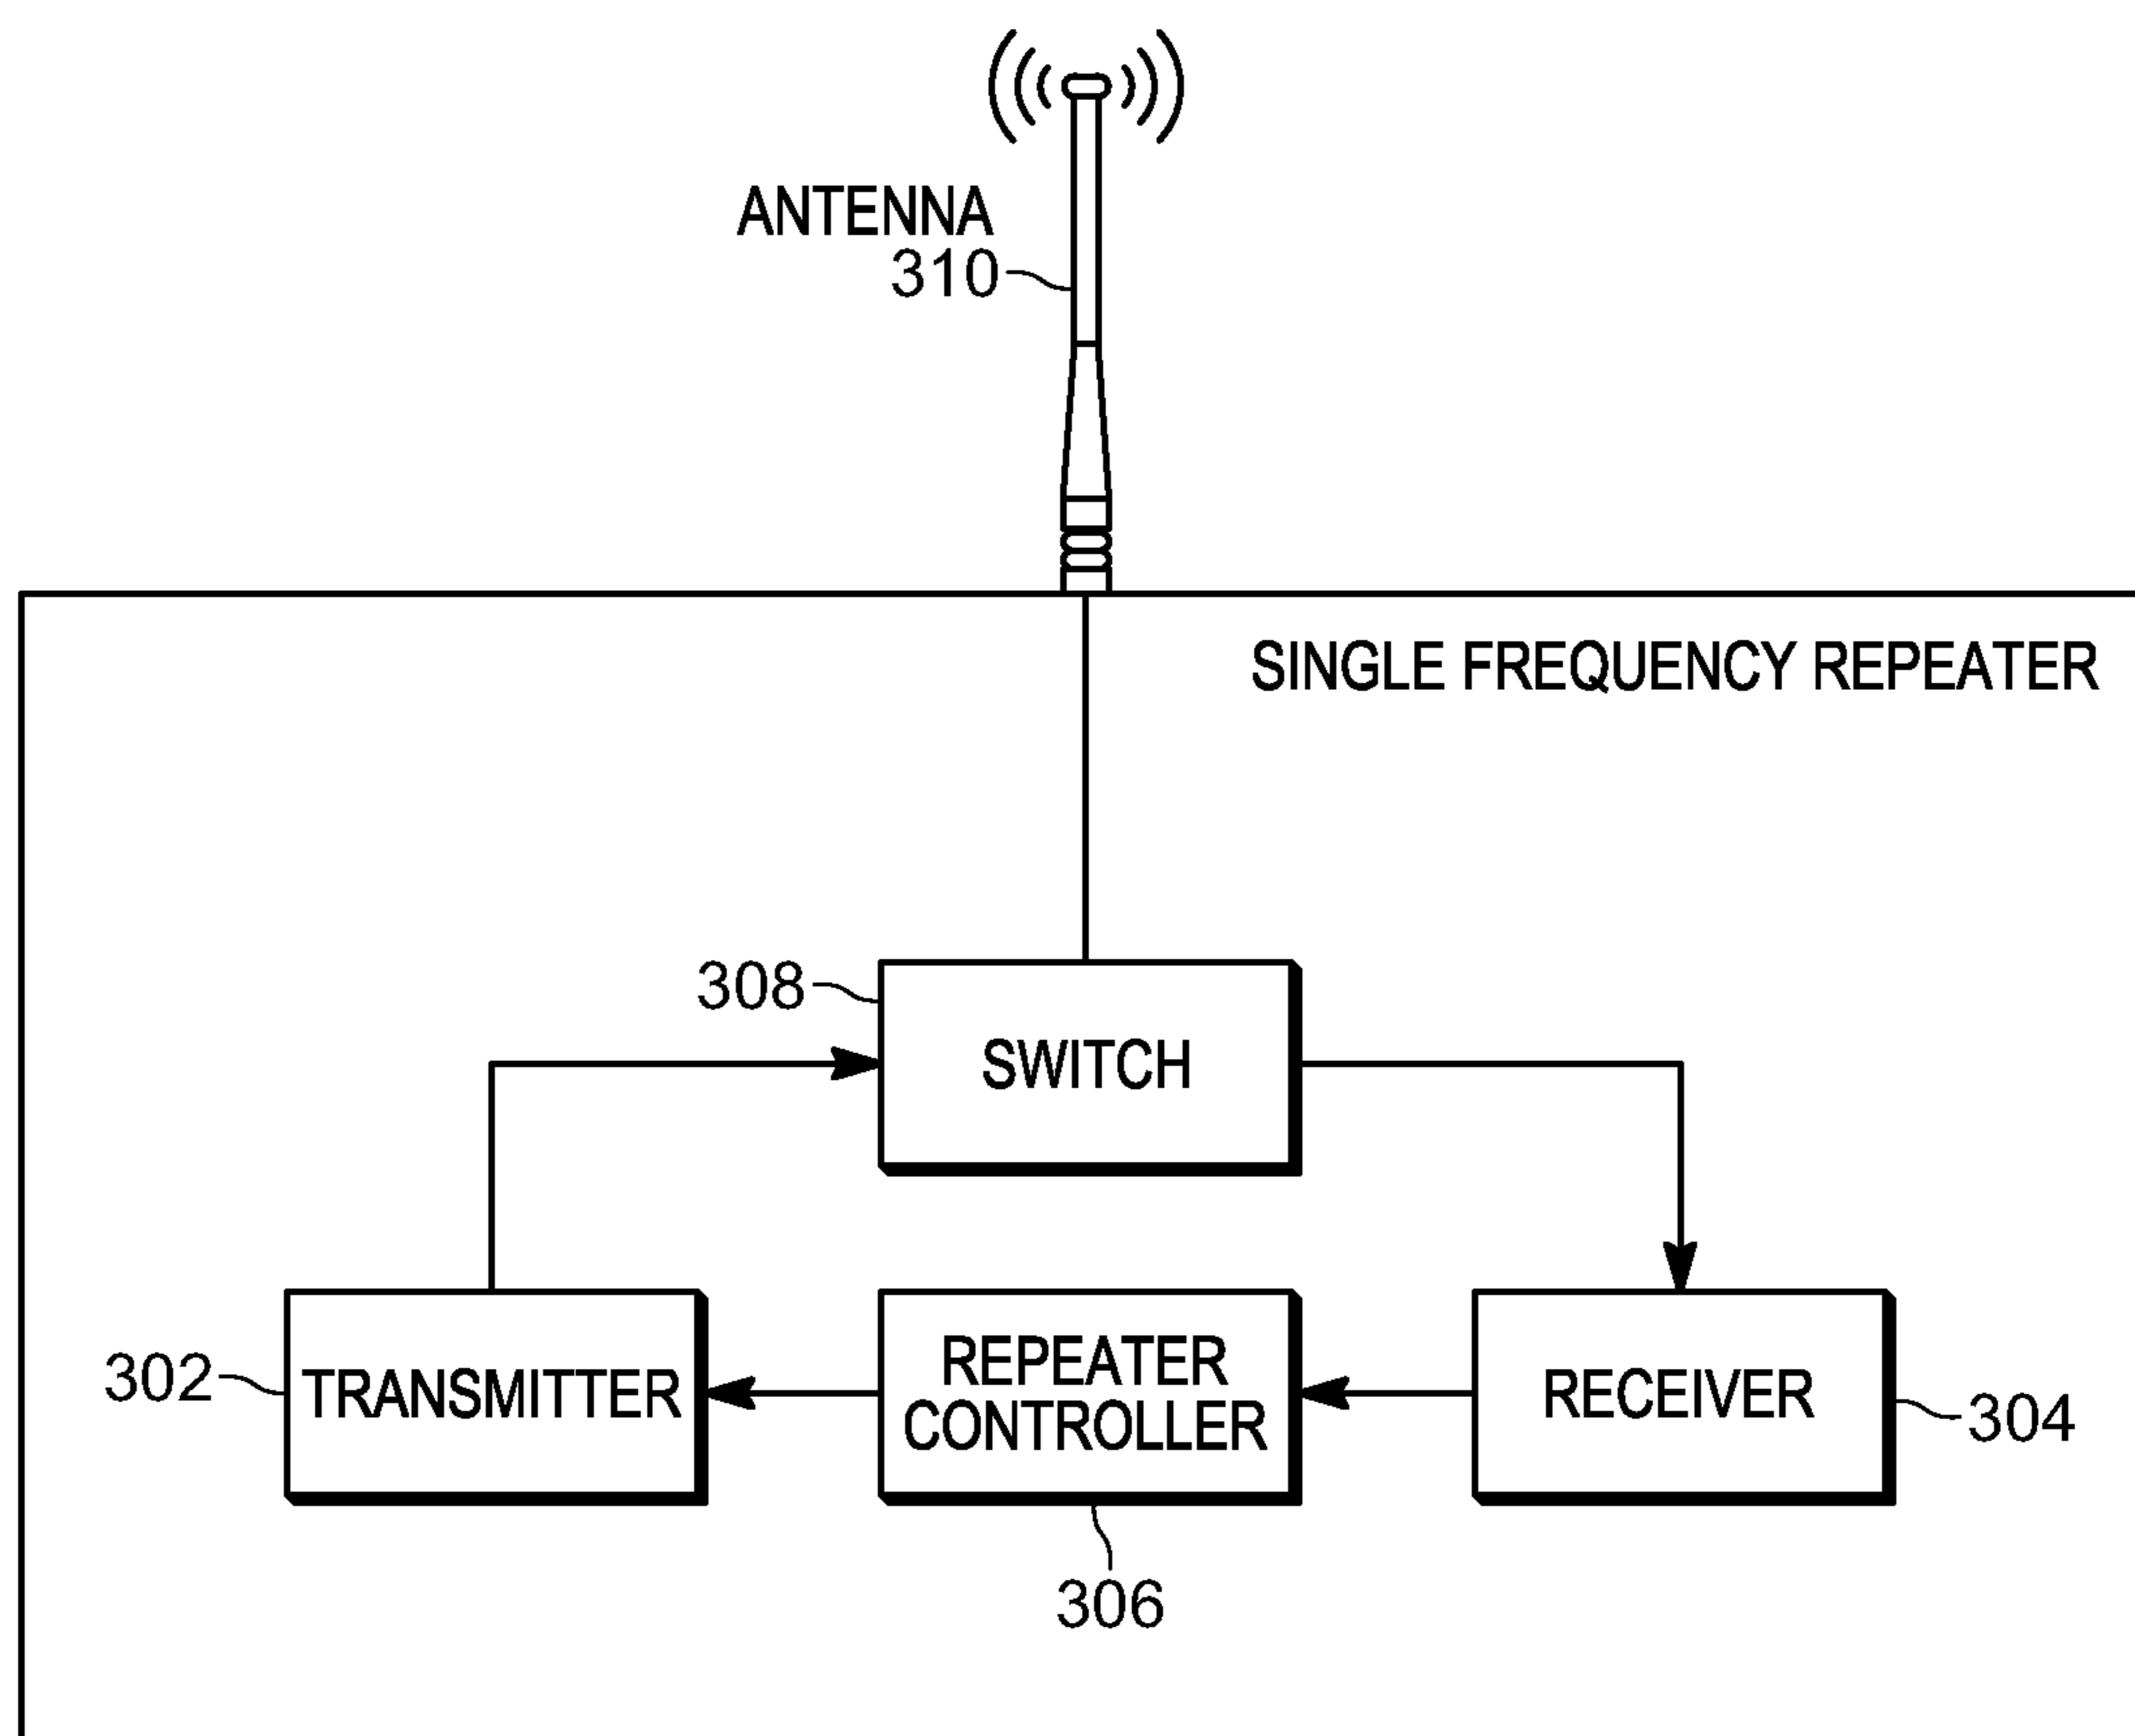 ANTENNA
310
SINGLE FREQUENCY REPEATER
308
SWITCH
302
TRANSMITTER
REPEATER
CONTROLLER
RECEIVER
304
306